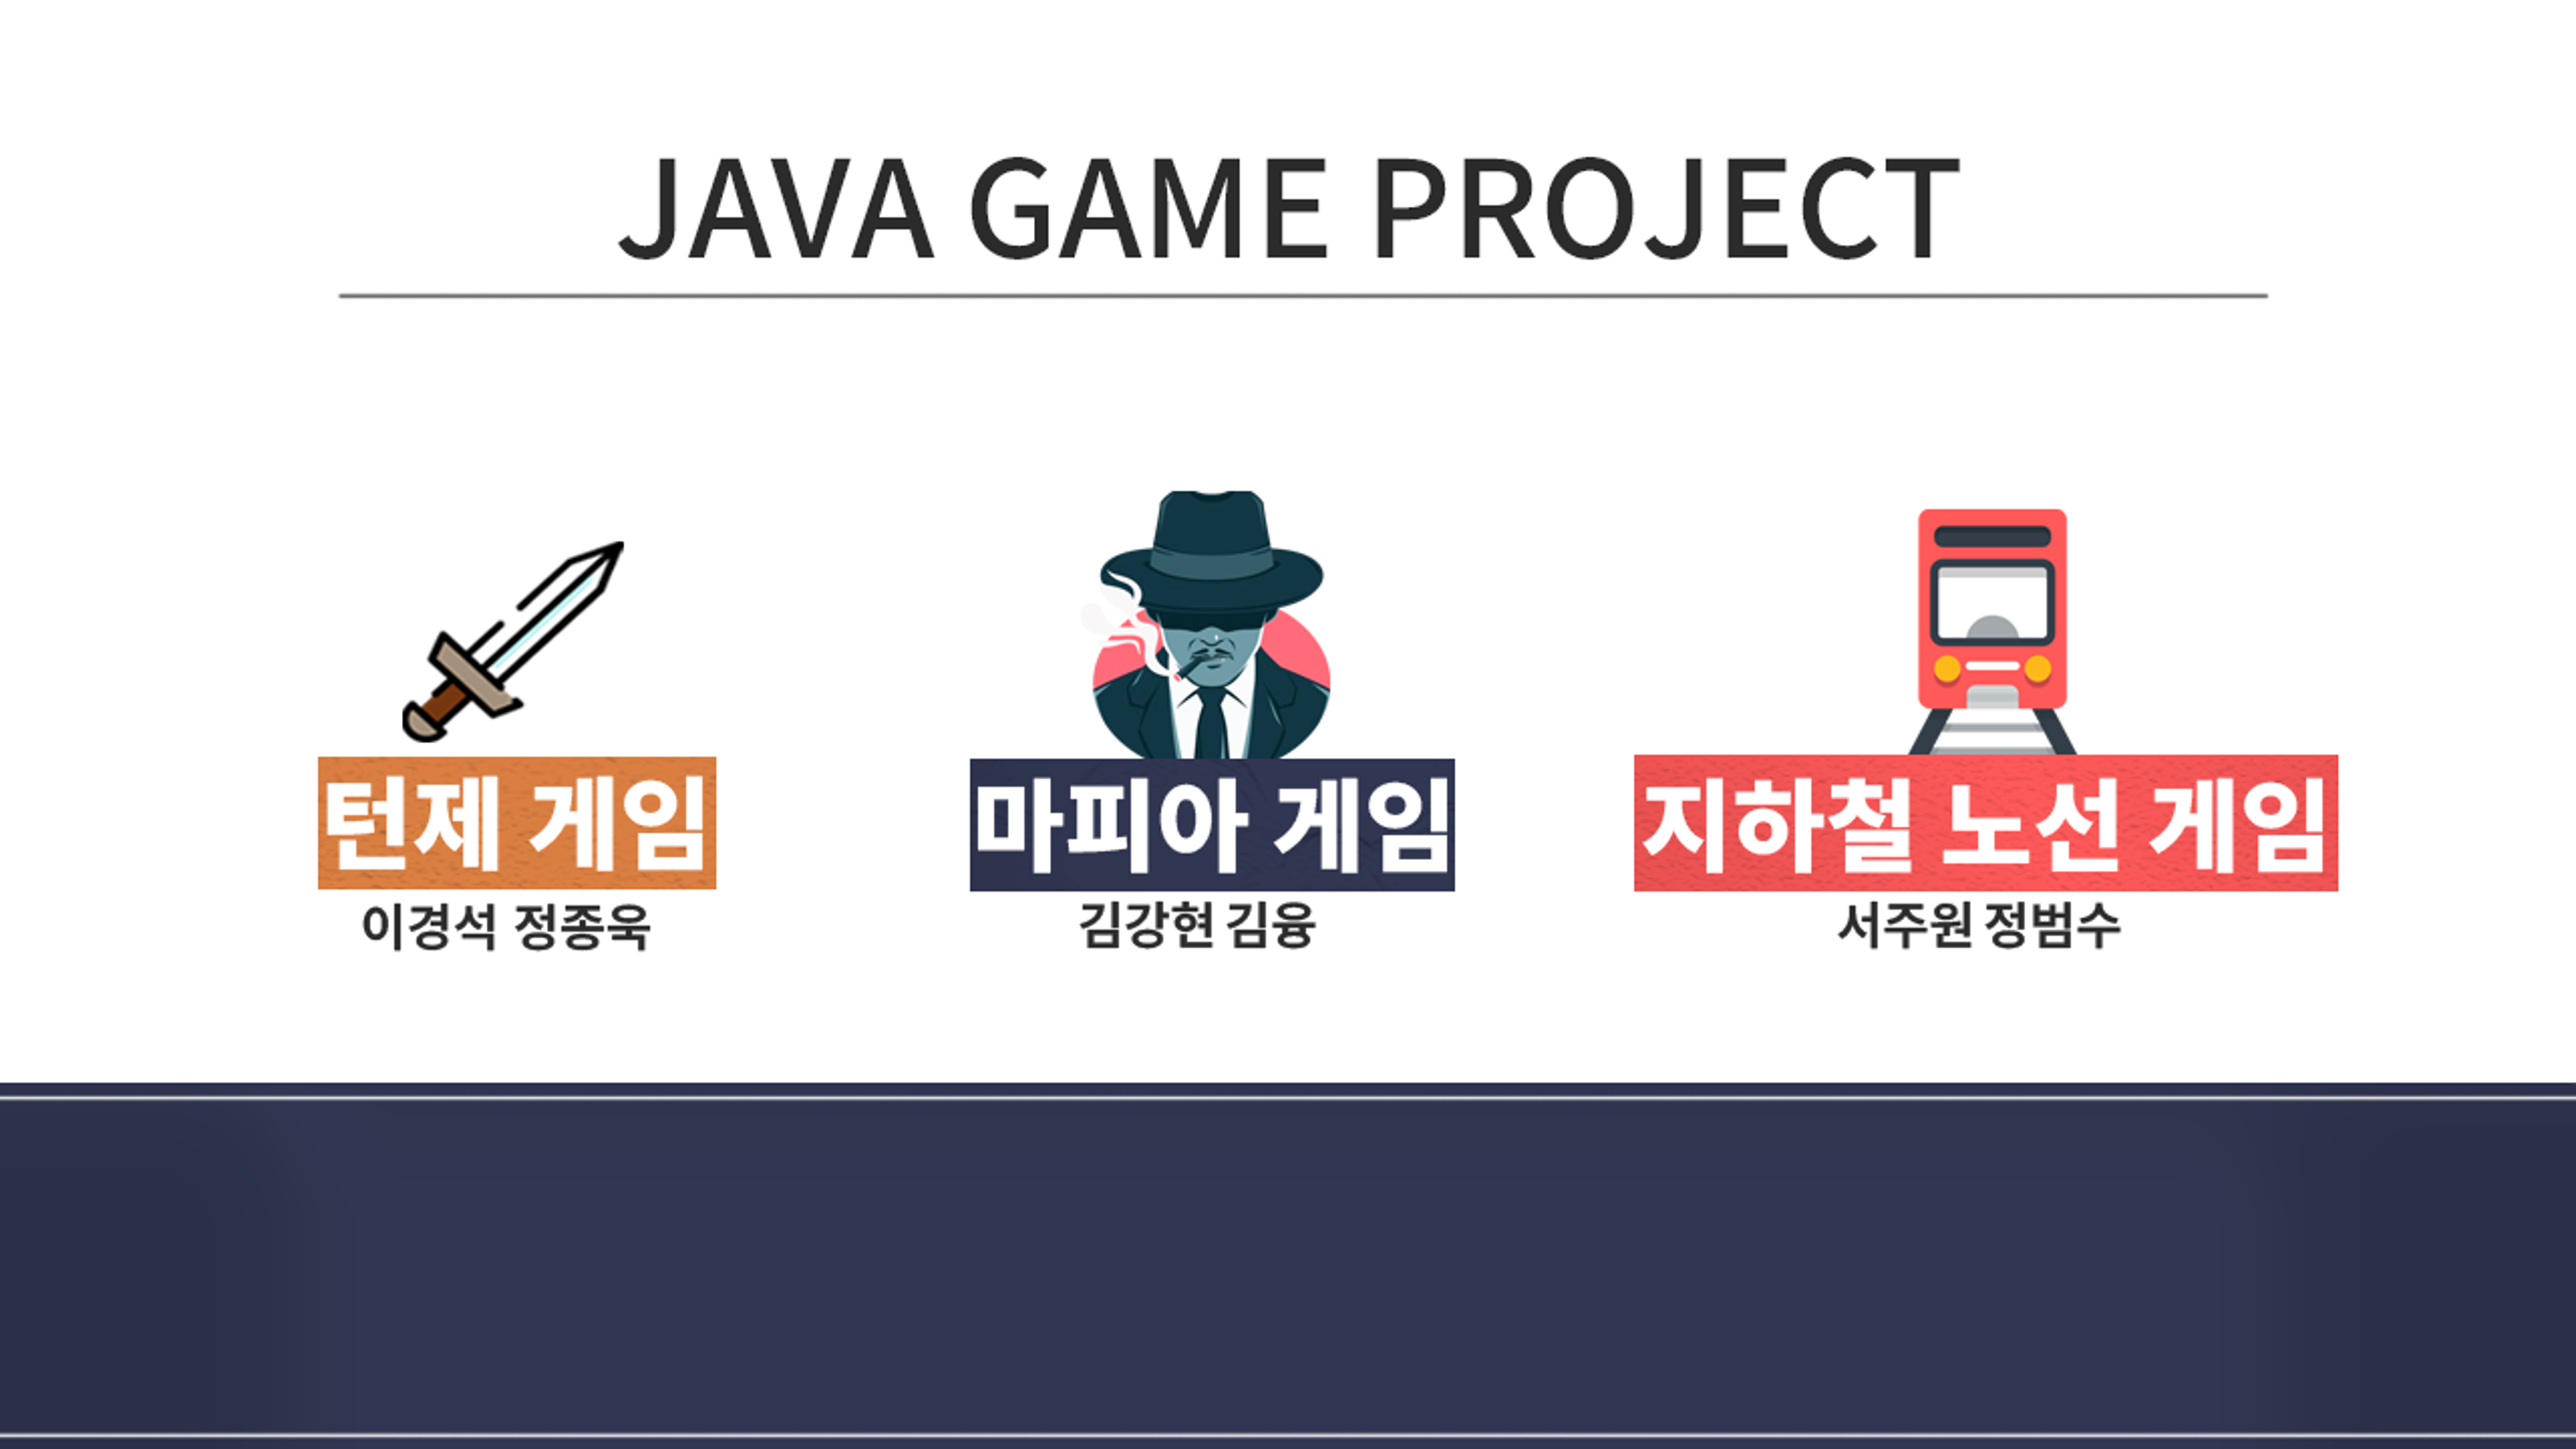 JAVA GAME PROJECT
턴제 게임
이경석 정종욱
마피아 게임
김강현 김융
지하철 노선 게임
서주원 정범수